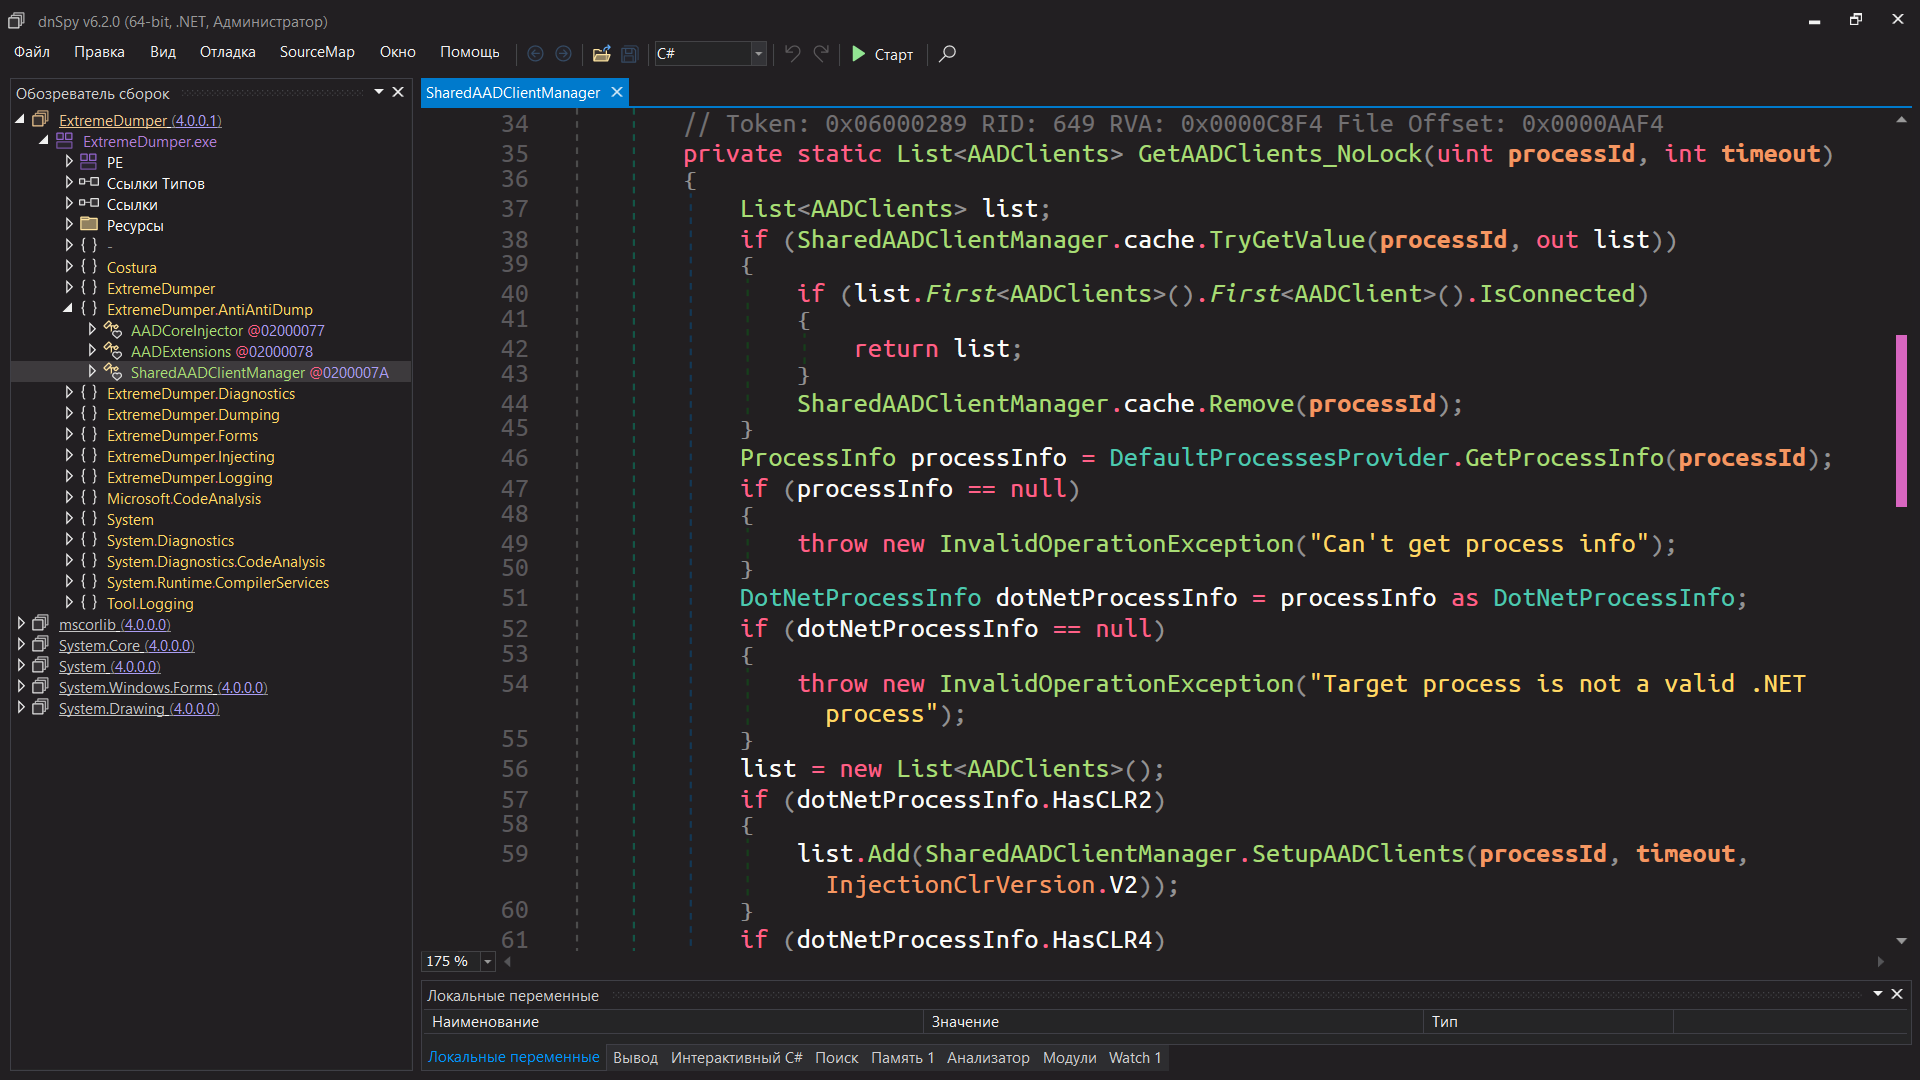 dnSpy v6.2.0 (64-bit, .NET, Администратор)
Файл Правка Вид Отладка SourceMap Окно Помощь C# Старт
Обозреватель сборок
ExtremeDumper (4.0.0.1)
ExtremeDumper.exe
PE
Ссылки Типов
Ссылки
Ресурсы
{ } -
{ } Costura
{ } ExtremeDumper
{ } ExtremeDumper.AntiAntiDump
AADCoreInjector @02000077
AADExtensions @02000078
SharedAADClientManager @0200007A
{ } ExtremeDumper.Diagnostics
{ } ExtremeDumper.Dumping
{ } ExtremeDumper.Forms
{ } ExtremeDumper.Injecting
{ } ExtremeDumper.Logging
{ } Microsoft.CodeAnalysis
{ } System
{ } System.Diagnostics
{ } System.Diagnostics.CodeAnalysis
{ } System.Runtime.CompilerServices
{ } Tool.Logging
mscorlib (4.0.0.0)
System.Core (4.0.0.0)
System (4.0.0.0)
System.Windows.Forms (4.0.0.0)
System.Drawing (4.0.0.0)
SharedAADClientManager
34 // Token: 0x06000289 RID: 649 RVA: 0x0000C8F4 File Offset: 0x0000AAF4
35 private static List<AADClients> GetAADClients_NoLock(uint processId, int timeout)
36 {
37 List<AADClients> list;
38 if (SharedAADClientManager.cache.TryGetValue(processId, out list))
39 {
40 if (list.First<AADClients>().First<AADClient>().IsConnected)
41 {
42 return list;
43 }
44 SharedAADClientManager.cache.Remove(processId);
45 }
46 ProcessInfo processInfo = DefaultProcessesProvider.GetProcessInfo(processId);
47 if (processInfo == null)
48 {
49 throw new InvalidOperationException("Can't get process info");
50 }
51 DotNetProcessInfo dotNetProcessInfo = processInfo as DotNetProcessInfo;
52 if (dotNetProcessInfo == null)
53 {
54 throw new InvalidOperationException("Target process is not a valid .NET
process");
55 }
56 list = new List<AADClients>();
57 if (dotNetProcessInfo.HasCLR2)
58 {
59 list.Add(SharedAADClientManager.SetupAADClients(processId, timeout,
InjectionClrVersion.V2));
60 }
61 if (dotNetProcessInfo.HasCLR4)
175 %
Локальные переменные
Наименование Значение Тип
Локальные переменные Вывод Интерактивный C# Поиск Память 1 Анализатор Модули Watch 1